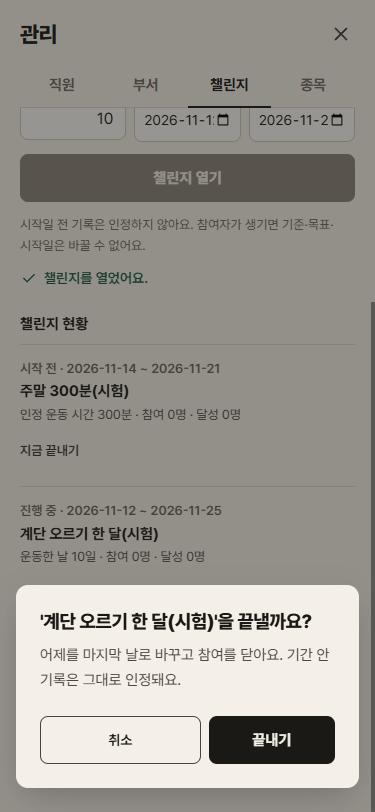 관리
직원 부서 챌린지 종목
10 2026-11-1 2026-11-2
챌린지 열기
시작일 전 기록은 인정하지 않아요. 참여자가 생기면 기준·목표·
시작일은 바꿀 수 없어요.
챌린지를 열었어요.
챌린지 현황
시작 전 · 2026-11-14 ~ 2026-11-21
주말 300분(시험)
인정 운동 시간 300분 · 참여 0명 · 달성 0명
지금 끝내기
진행 중 · 2026-11-12 ~ 2026-11-25
계단 오르기 한 달(시험)
운동한 날 10일 · 참여 0명 · 달성 0명
'계단 오르기 한 달(시험)'을 끝낼까요?
어제를 마지막 날로 바꾸고 참여를 닫아요. 기간 안
기록은 그대로 인정돼요.
취소 끝내기